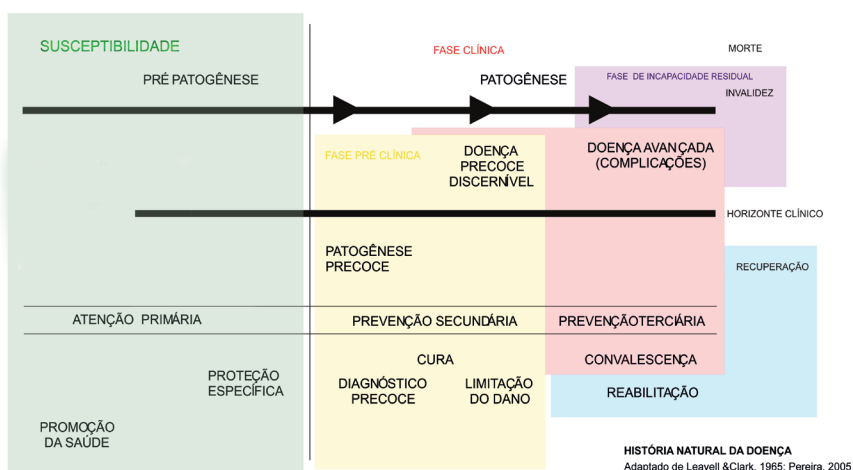 SUSCEPTIBILIDADE
FASE CLÍNICA
MORTE
PRÉ PATOGÊNESE
PATOGÊNESE
FASE DE INCAPACIDADE RESIDUAL
INVALIDEZ
FASE PRÉ CLÍNICA
DOENÇA
PRECOCE
DISCERNÍVEL
DOENÇA AVANÇADA
(COMPLICAÇÕES)
HORIZONTE CLÍNICO
PATOGÊNESE
PRECOCE
RECUPERAÇÃO
ATENÇÃO PRIMÁRIA
PREVENÇÃO SECUNDÁRIA
PREVENÇÃOTERCIÁRIA
CURA
CONVALESCENÇA
PROTEÇÃO
ESPECÍFICA
DIAGNÓSTICO
PRECOCE
LIMITAÇÃO
DO DANO
REABILITAÇÃO
PROMOÇÃO
DA SAÚDE
HISTÓRIA NATURAL DA DOENÇA
Adaptado de Leavell &Clark, 1965; Pereira, 2005